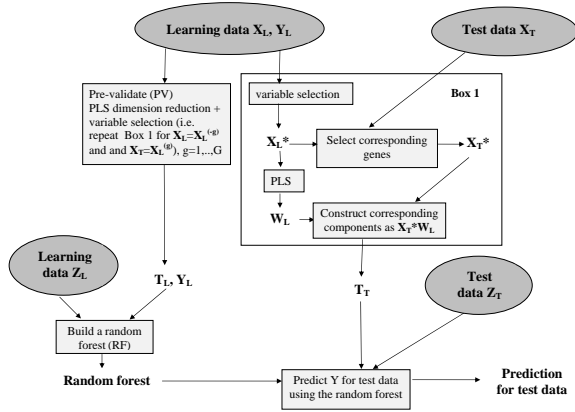 Learning data X_L, Y_L
Test data X_T
Pre-validate (PV)
PLS dimension reduction +
variable selection (i.e.
repeat Box 1 for X_L=X_L^(-g)
and and X_T=X_L^(g)), g=1,..,G
variable selection
Box 1
X_L*
Select corresponding
genes
X_T*
PLS
W_L
Construct corresponding
components as X_T*W_L
Learning
data Z_L
T_L, Y_L
T_T
Test
data Z_T
Build a random
forest (RF)
Random forest
Predict Y for test data
using the random forest
Prediction
for test data